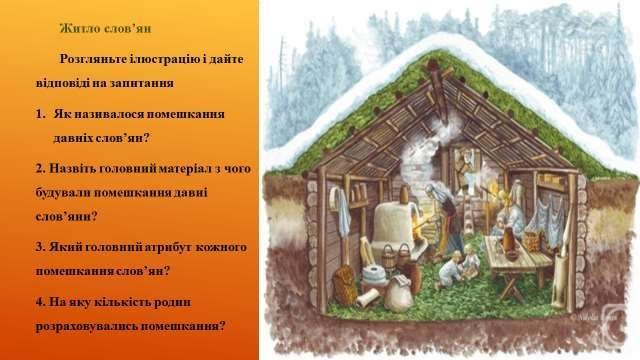 Житло слов’ян
Розгляньте ілюстрацію і дайте
відповіді на запитання
1. Як називалося помешкання
давніх слов’ян?
2. Назвіть головний матеріал з чого
будували помешкання давні
слов’яни?
3. Який головний атрибут кожного
помешкання слов’ян?
4. На яку кількість родин
розраховувались помешкання?